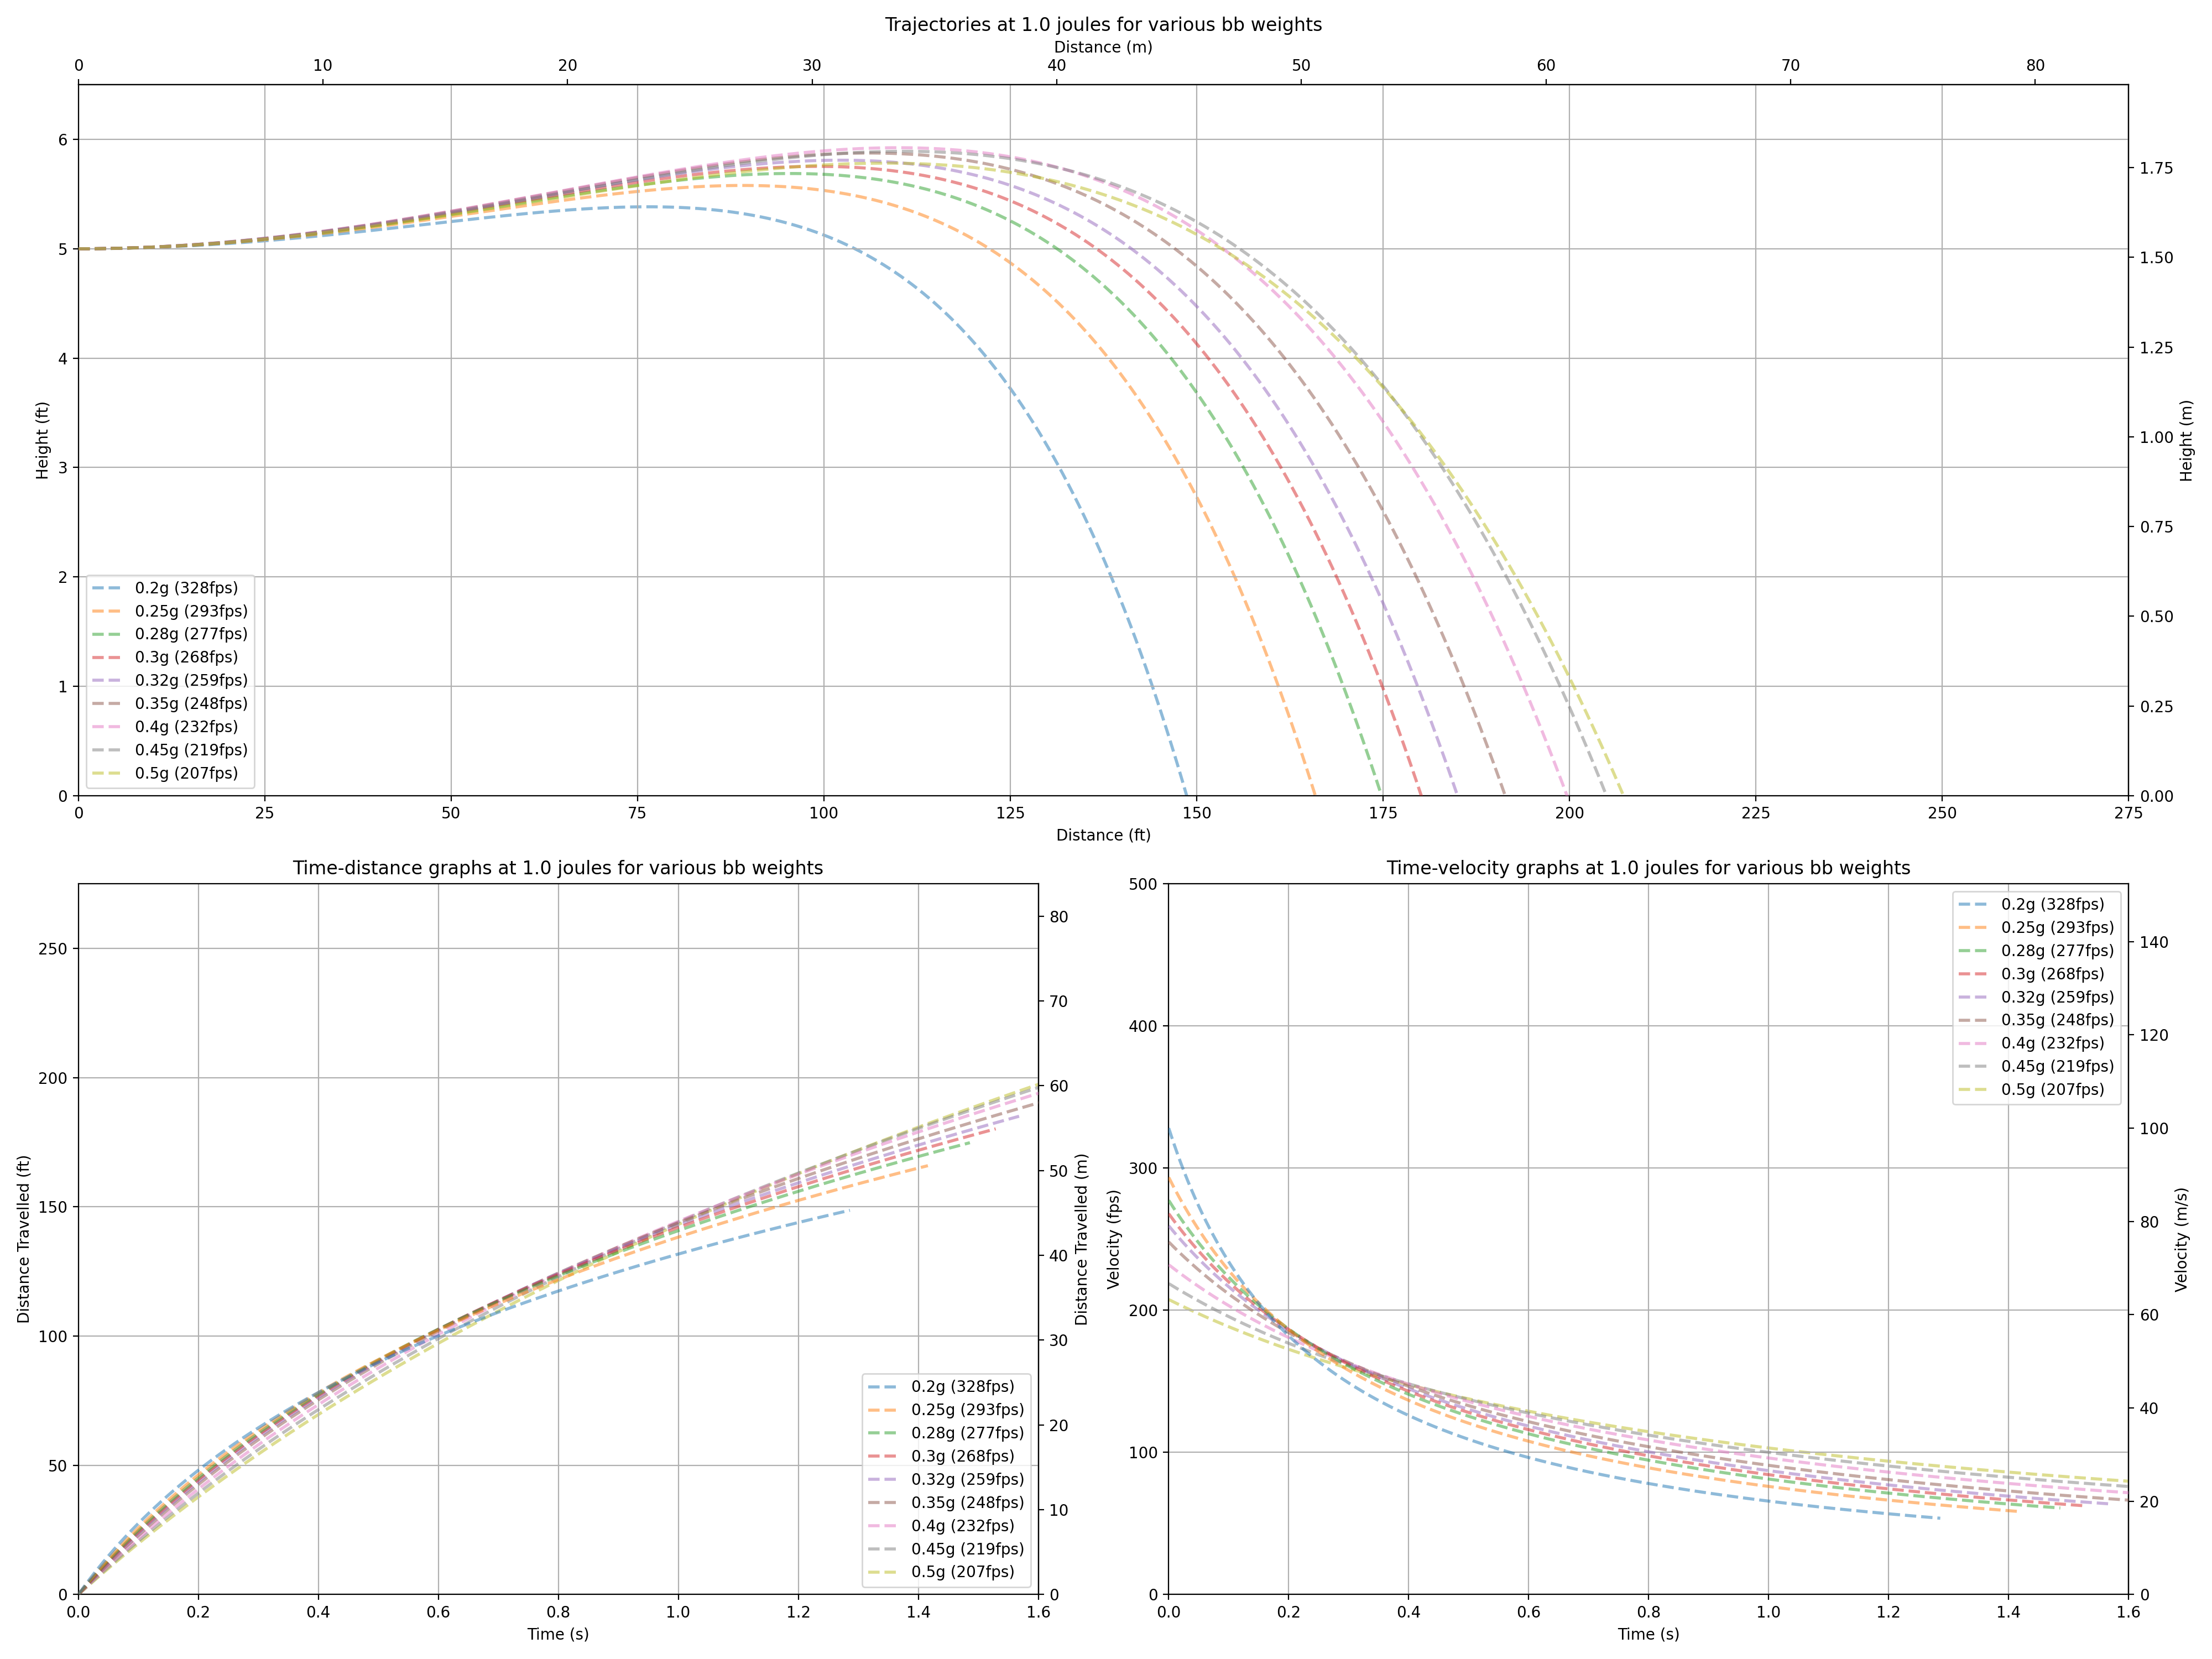 Trajectories at 1.0 joules for various bb weights
Distance (m)
0 10 20 30 40 50 60 70 80
6
5
4
3
2
1
0
Height (ft)
1.75
1.50
1.25
1.00
0.75
0.50
0.25
0.00
Height (m)
0.2g (328fps)
0.25g (293fps)
0.28g (277fps)
0.3g (268fps)
0.32g (259fps)
0.35g (248fps)
0.4g (232fps)
0.45g (219fps)
0.5g (207fps)
0 25 50 75 100 125 150 175 200 225 250 275
Distance (ft)
Time-distance graphs at 1.0 joules for various bb weights
250
200
150
100
50
0
Distance Travelled (ft)
80
70
60
50
40
30
20
10
0
Distance Travelled (m)
0.2g (328fps)
0.25g (293fps)
0.28g (277fps)
0.3g (268fps)
0.32g (259fps)
0.35g (248fps)
0.4g (232fps)
0.45g (219fps)
0.5g (207fps)
0.0 0.2 0.4 0.6 0.8 1.0 1.2 1.4 1.6
Time (s)
Time-velocity graphs at 1.0 joules for various bb weights
500
400
300
200
100
0
Velocity (fps)
140
120
100
80
60
40
20
0
Velocity (m/s)
0.2g (328fps)
0.25g (293fps)
0.28g (277fps)
0.3g (268fps)
0.32g (259fps)
0.35g (248fps)
0.4g (232fps)
0.45g (219fps)
0.5g (207fps)
0.0 0.2 0.4 0.6 0.8 1.0 1.2 1.4 1.6
Time (s)